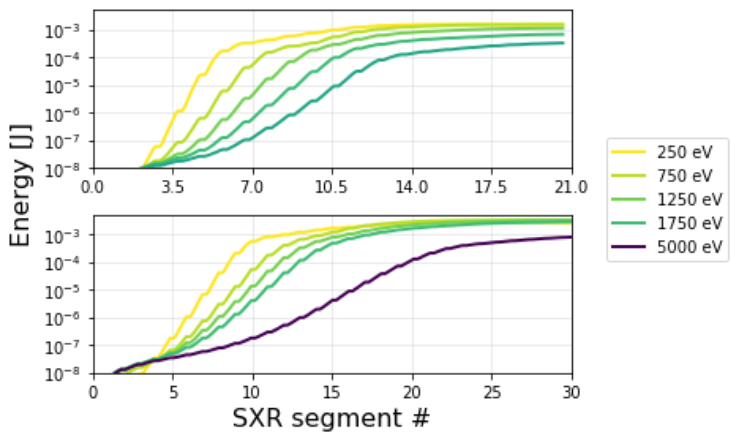 Energy [J]
10⁻³
10⁻⁴
10⁻⁵
10⁻⁶
10⁻⁷
10⁻⁸
0.0 3.5 7.0 10.5 14.0 17.5 21.0
10⁻³
10⁻⁴
10⁻⁵
10⁻⁶
10⁻⁷
10⁻⁸
0 5 10 15 20 25 30
SXR segment #
250 eV
750 eV
1250 eV
1750 eV
5000 eV